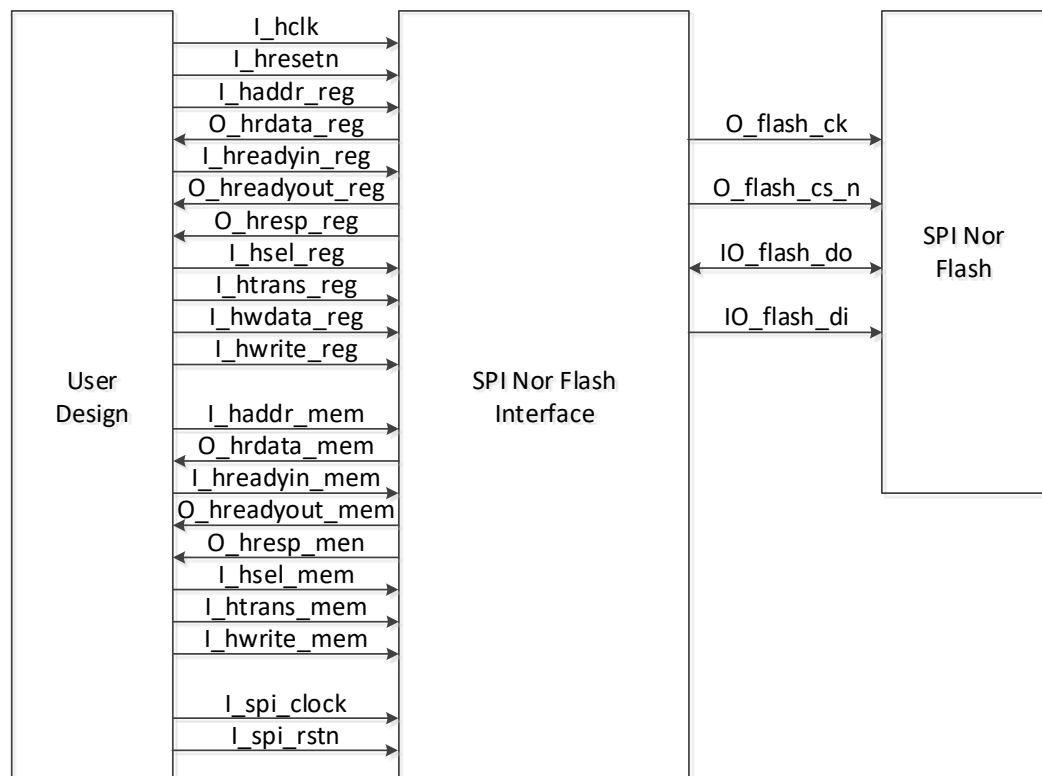 I_hclk
I_hresetn
I_haddr_reg
O_hrdata_reg
I_hreadyin_reg
O_hreadyout_reg
O_hresp_reg
I_hsel_reg
I_htrans_reg
I_hwdata_reg
I_hwrite_reg
User
Design
I_haddr_mem
O_hrdata_mem
I_hreadyin_mem
O_hreadyout_mem
O_hresp_men
I_hsel_mem
I_htrans_mem
I_hwrite_mem
I_spi_clock
I_spi_rstn
SPI Nor Flash
Interface
O_flash_ck
O_flash_cs_n
IO_flash_do
IO_flash_di
SPI Nor
Flash